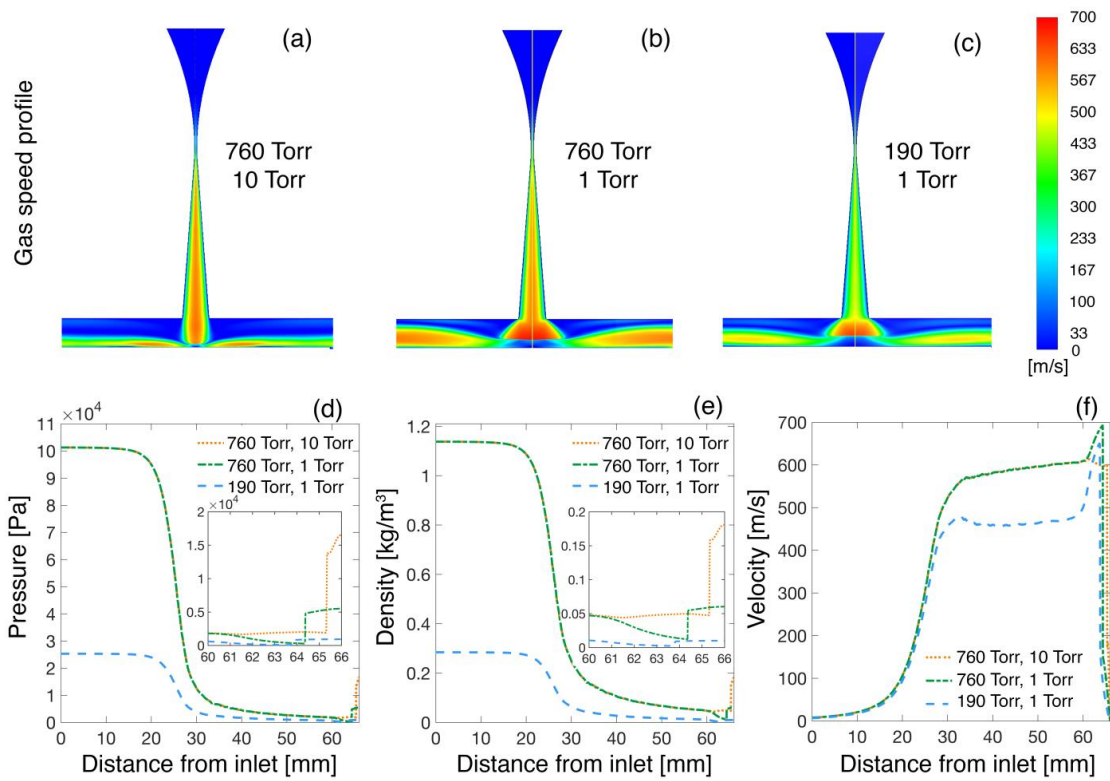 (a)
(b)
(c)
Gas speed profile
760 Torr
10 Torr
760 Torr
1 Torr
190 Torr
1 Torr
700
633
600
567
500
467
400
367
300
233
200
167
100
33
0
[m/s]
(d)
×10⁴
11
10
9
8
7
6
5
4
3
2
1
0
Pressure [Pa]
760 Torr, 10 Torr
760 Torr, 1 Torr
190 Torr, 1 Torr
×10⁴
2
1.5
1
0.5
0
60 61 62 63 64 65 66
0 10 20 30 40 50 60
Distance from inlet [mm]
(e)
1.2
1
0.8
0.6
0.4
0.2
0
Density [kg/m³]
760 Torr, 10 Torr
760 Torr, 1 Torr
190 Torr, 1 Torr
0.2
0.15
0.1
0.05
0
60 61 62 63 64 65 66
0 10 20 30 40 50 60
Distance from inlet [mm]
(f)
700
600
500
400
300
200
100
0
Velocity [m/s]
760 Torr, 10 Torr
760 Torr, 1 Torr
190 Torr, 1 Torr
0 10 20 30 40 50 60
Distance from inlet [mm]